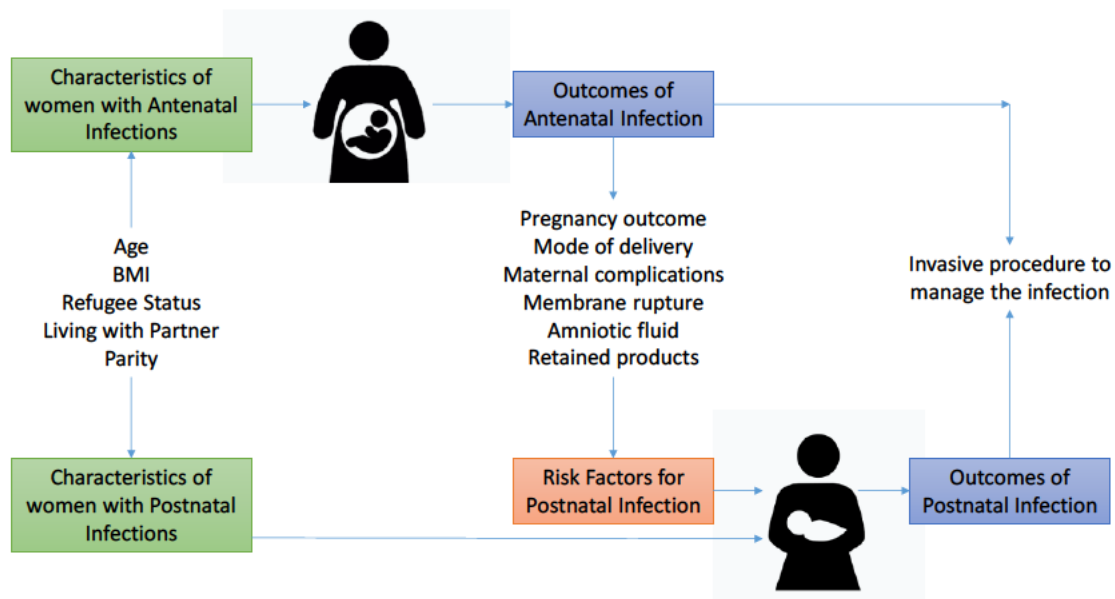 Characteristics of
women with Antenatal
Infections
Outcomes of
Antenatal Infection
Age
BMI
Refugee Status
Living with Partner
Parity
Pregnancy outcome
Mode of delivery
Maternal complications
Membrane rupture
Amniotic fluid
Retained products
Invasive procedure to
manage the infection
Characteristics of
women with Postnatal
Infections
Risk Factors for
Postnatal Infection
Outcomes of
Postnatal Infection